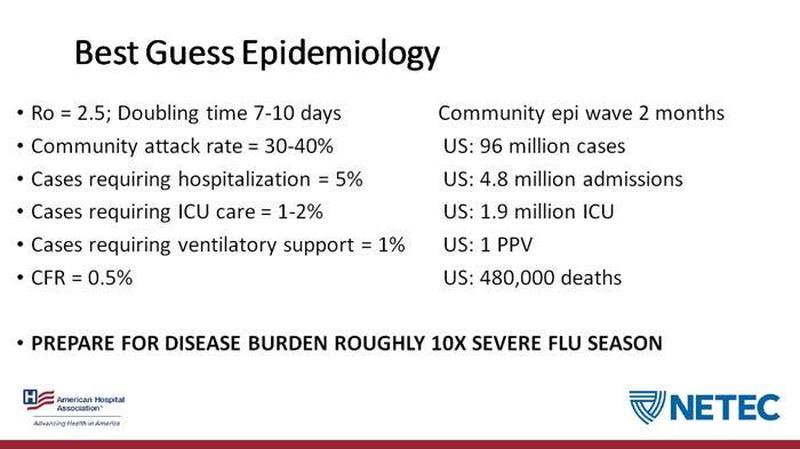 Best Guess Epidemiology
• Ro = 2.5; Doubling time 7-10 days Community epi wave 2 months
• Community attack rate = 30-40% US: 96 million cases
• Cases requiring hospitalization = 5% US: 4.8 million admissions
• Cases requiring ICU care = 1-2% US: 1.9 million ICU
• Cases requiring ventilatory support = 1% US: 1 PPV
• CFR = 0.5% US: 480,000 deaths
• PREPARE FOR DISEASE BURDEN ROUGHLY 10X SEVERE FLU SEASON
American Hospital
Association™
Advancing Health in America
NETEC